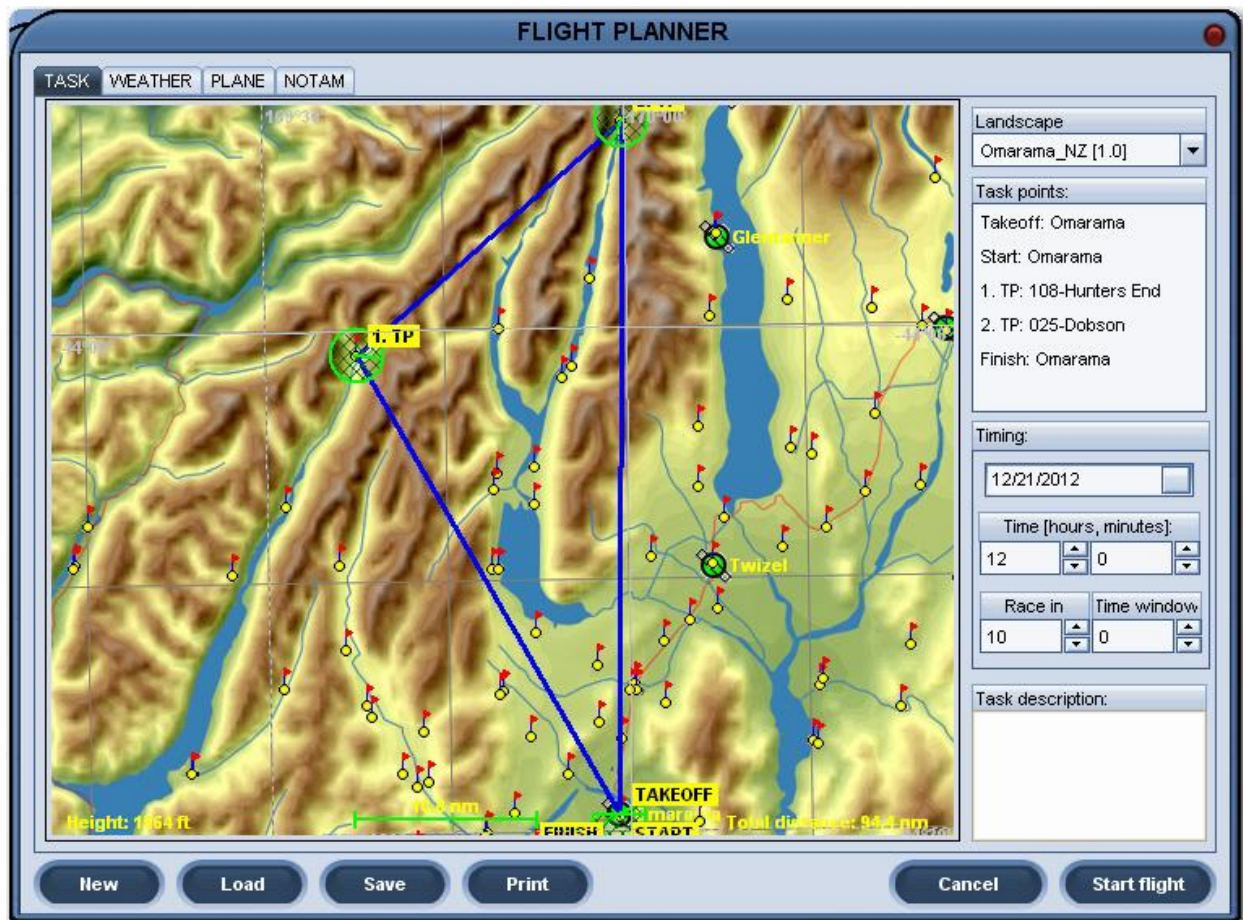 FLIGHT PLANNER
TASK
WEATHER
PLANE
NOTAM
170°00'
Glentanner
1. TP
Twizel
TAKEOFF
FINISH
START
Height: 1364 ft
Total distance: 94.4 nm
Landscape
Omarama_NZ [1.0]
Task points:
Takeoff: Omarama
Start: Omarama
1. TP: 108-Hunters End
2. TP: 025-Dobson
Finish: Omarama
Timing:
12/21/2012
Time [hours, minutes]:
12
0
Race in
Time window
10
0
Task description:
New
Load
Save
Print
Cancel
Start flight